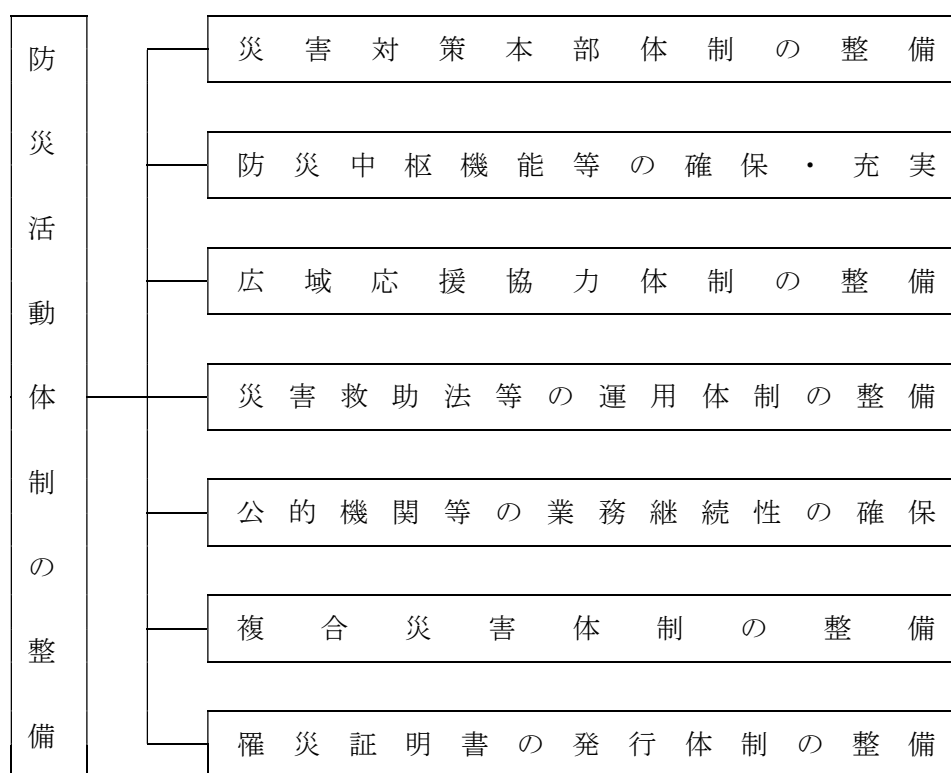 防災活動体制の整備
災害対策本部体制の整備
防災中枢機能等の確保・充実
広域応援協力体制の整備
災害救助法等の運用体制の整備
公的機関等の業務継続性の確保
複合災害体制の整備
罹災証明書の発行体制の整備